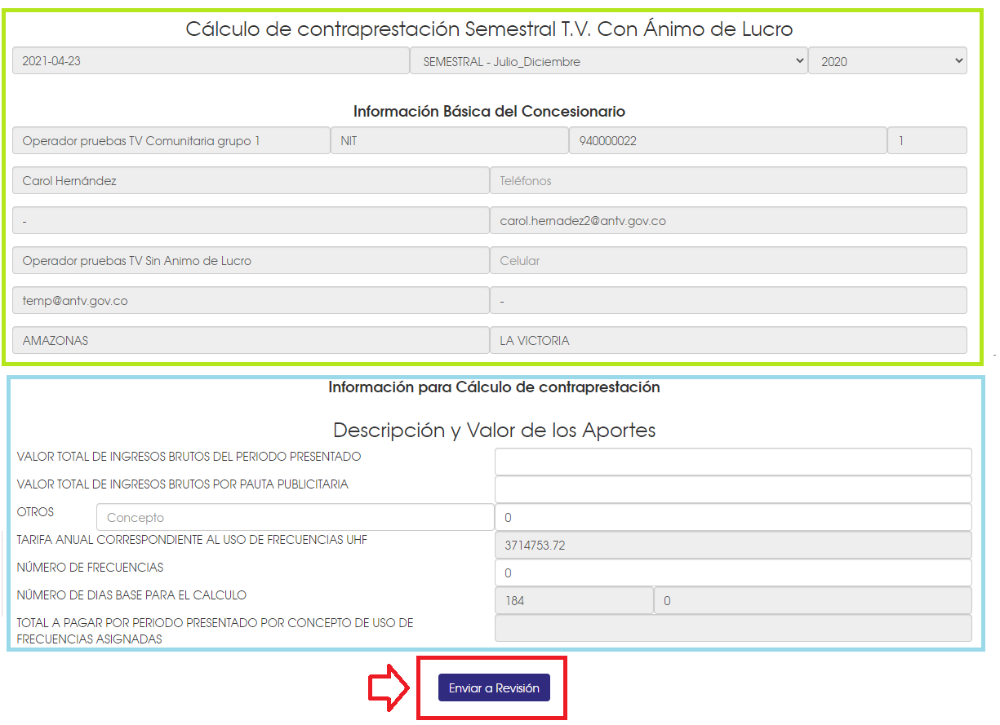 Cálculo de contraprestación Semestral T.V. Con Ánimo de Lucro
2021-04-23 SEMESTRAL - Julio_Diciembre 2020
Información Básica del Concesionario
Operador pruebas TV Comunitaria grupo 1 NIT 940000022 1
Carol Hernández Teléfonos
- carol.hernadez2@antv.gov.co
Operador pruebas TV Sin Animo de Lucro Celular
temp@antv.gov.co -
AMAZONAS LA VICTORIA
Información para Cálculo de contraprestación
Descripción y Valor de los Aportes
VALOR TOTAL DE INGRESOS BRUTOS DEL PERIODO PRESENTADO
VALOR TOTAL DE INGRESOS BRUTOS POR PAUTA PUBLICITARIA
OTROS Concepto 0
TARIFA ANUAL CORRESPONDIENTE AL USO DE FRECUENCIAS UHF 3714753.72
NÚMERO DE FRECUENCIAS 0
NÚMERO DE DIAS BASE PARA EL CALCULO 184 0
TOTAL A PAGAR POR PERIODO PRESENTADO POR CONCEPTO DE USO DE
FRECUENCIAS ASIGNADAS
Enviar a Revisión